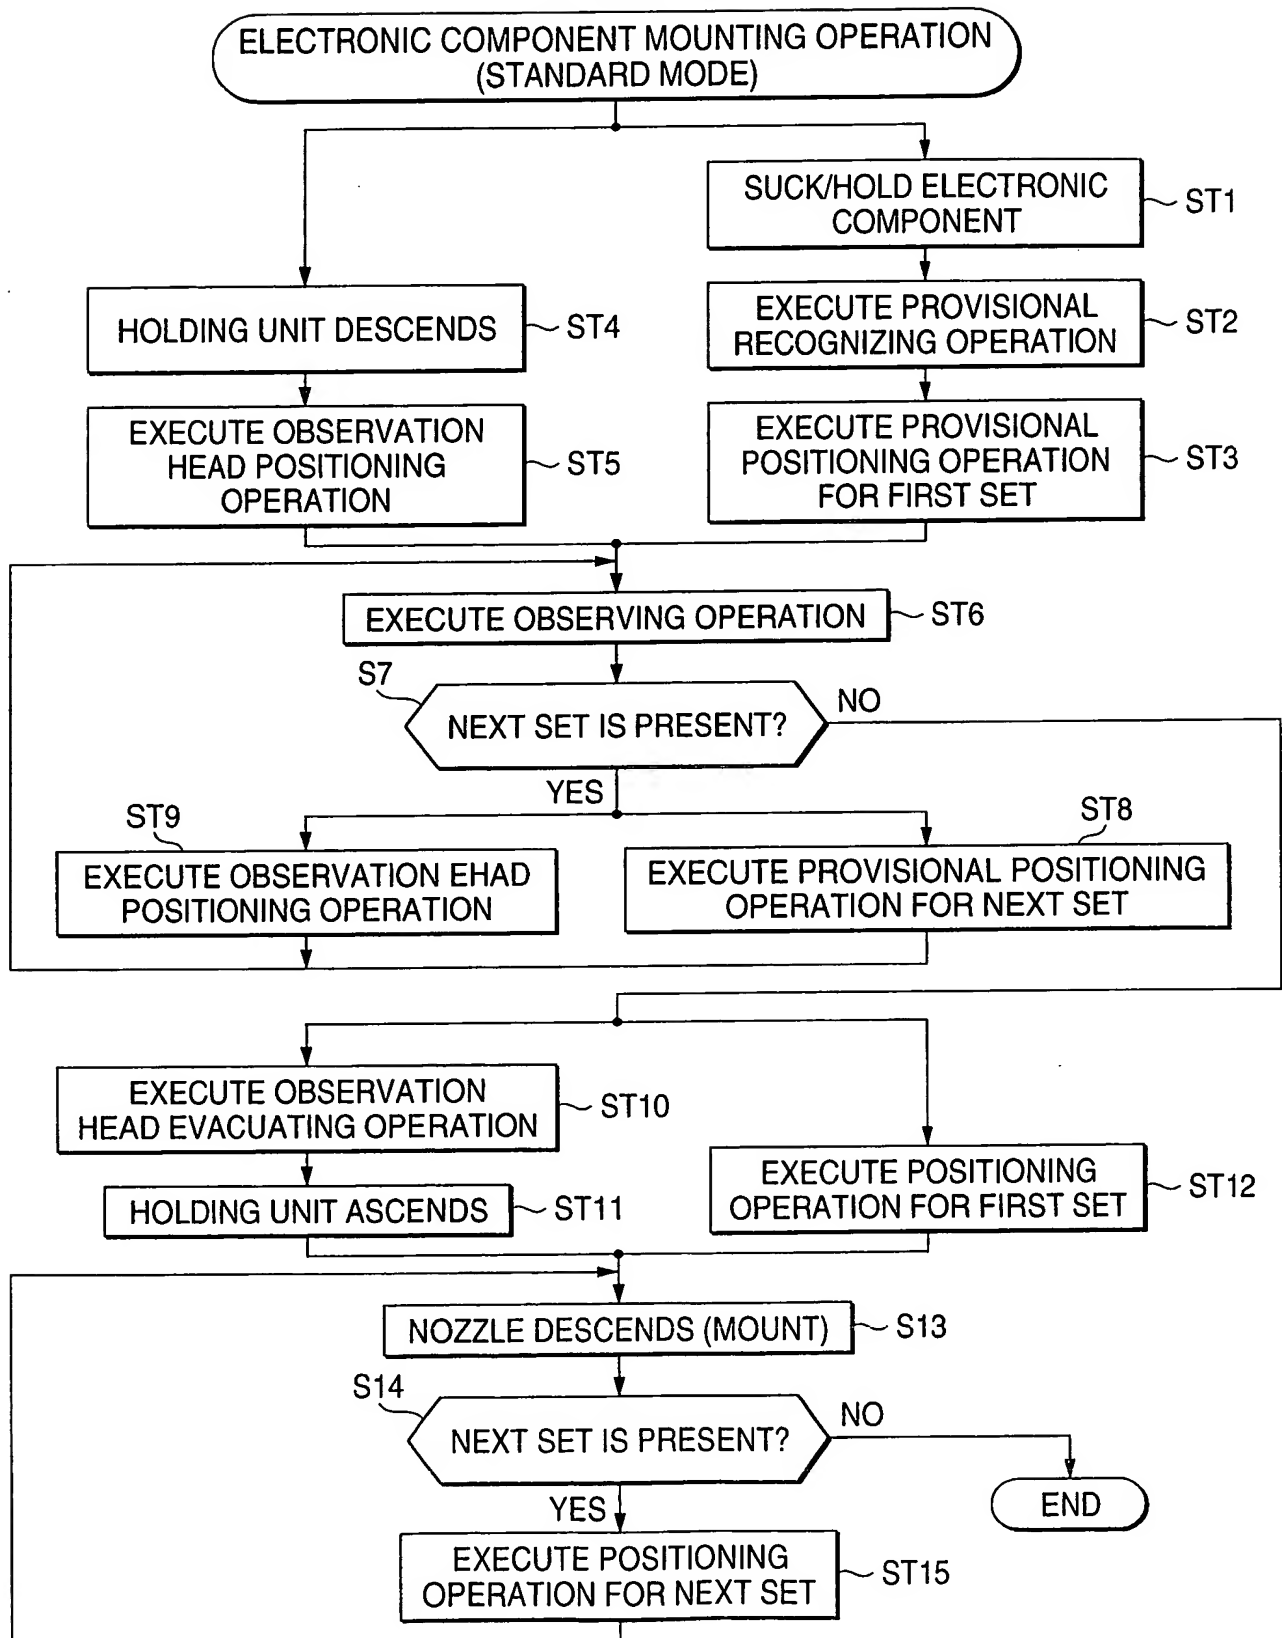 ELECTRONIC COMPONENT MOUNTING OPERATION
(STANDARD MODE)
SUCK/HOLD ELECTRONIC
COMPONENT
ST1
HOLDING UNIT DESCENDS
ST4
EXECUTE PROVISIONAL
RECOGNIZING OPERATION
ST2
EXECUTE OBSERVATION
HEAD POSITIONING
OPERATION
ST5
EXECUTE PROVISIONAL
POSITIONING OPERATION
FOR FIRST SET
ST3
EXECUTE OBSERVING OPERATION
ST6
S7
NEXT SET IS PRESENT?
NO
YES
ST9
EXECUTE OBSERVATION EHAD
POSITIONING OPERATION
ST8
EXECUTE PROVISIONAL POSITIONING
OPERATION FOR NEXT SET
EXECUTE OBSERVATION
HEAD EVACUATING OPERATION
ST10
HOLDING UNIT ASCENDS
ST11
EXECUTE POSITIONING
OPERATION FOR FIRST SET
ST12
NOZZLE DESCENDS (MOUNT)
S13
S14
NEXT SET IS PRESENT?
NO
END
YES
EXECUTE POSITIONING
OPERATION FOR NEXT SET
ST15